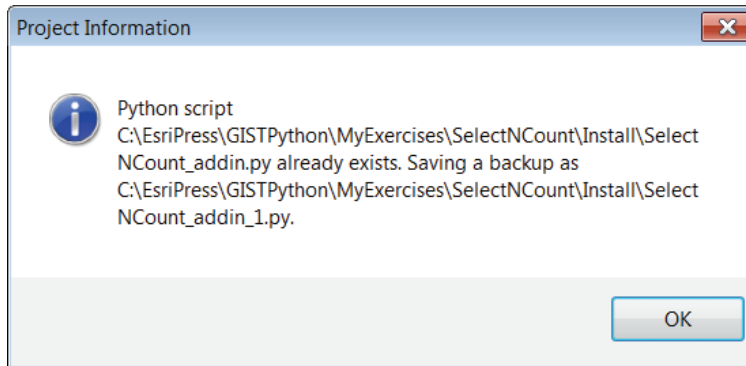 Project Information
Python script
C:\EsriPress\GISTPython\MyExercises\SelectNCount\Install\Select
NCount_addin.py already exists. Saving a backup as
C:\EsriPress\GISTPython\MyExercises\SelectNCount\Install\Select
NCount_addin_1.py.
OK